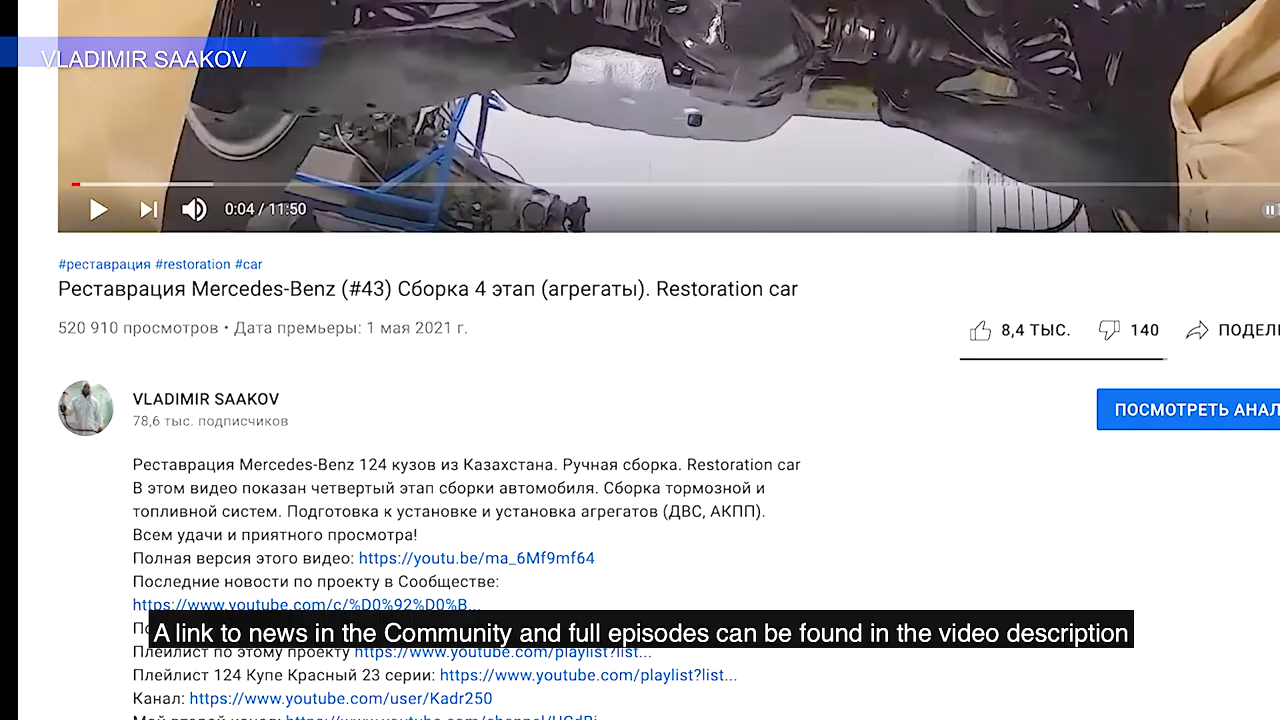 VLADIMIR SAAKOV
0:04 / 11:50
#реставрация #restoration #car
Реставрация Mercedes-Benz (#43) Сборка 4 этап (агрегаты). Restoration car
520 910 просмотров • Дата премьеры: 1 мая 2021 г.
8,4 ТЫС.
140
VLADIMIR SAAKOV
78,6 тыс. подписчиков
Реставрация Mercedes-Benz 124 кузов из Казахстана. Ручная сборка. Restoration car
В этом видео показан четвертый этап сборки автомобиля. Сборка тормозной и
топливной систем. Подготовка к установке и установка агрегатов (ДВС, АКПП).
Всем удачи и приятного просмотра!
Полная версия этого видео: https://youtu.be/ma_6Mf9mf64
Последние новости по проекту в Сообществе:
https://www.youtube.com/c/%D0%92%D0%B...
A link to news in the Community and full episodes can be found in the video description
Плейлист по этому проекту https://www.youtube.com/playlist?list...
Плейлист 124 Купе Красный 23 серии: https://www.youtube.com/playlist?list...
Канал: https://www.youtube.com/user/Kadr250